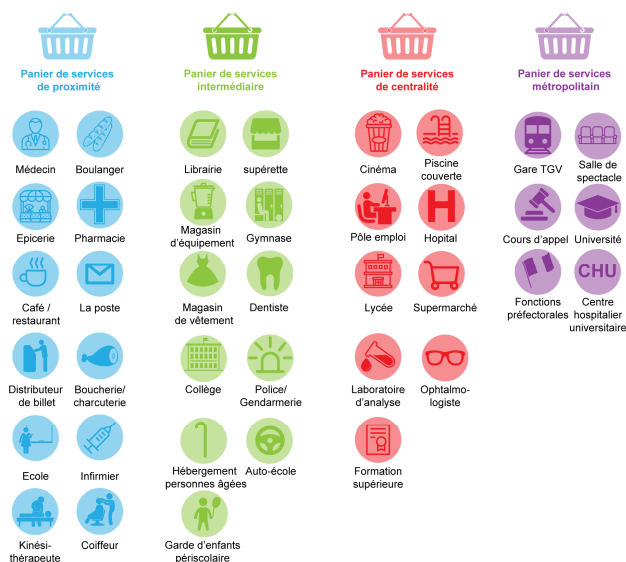 Panier de services
de proximité
Médecin
Boulanger
Epicerie
Pharmacie
Café /
restaurant
La poste
Distributeur
de billet
Boucherie/
charcuterie
Ecole
Infirmier
Kinési-
thérapeute
Coiffeur
Panier de services
intermédiaire
Librairie
supérette
Magasin
d'équipement
Gymnase
Magasin
de vêtement
Dentiste
Collège
Police/
Gendarmerie
Hébergement
personnes âgées
Auto-école
Garde d'enfants
périscolaire
Panier de services
de centralité
Cinéma
Piscine
couverte
Pôle emploi
H
Hopital
Lycée
Supermarché
Laboratoire
d'analyse
Ophtalmo-
logiste
Formation
supérieure
Panier de services
métropolitain
Gare TGV
Salle de
spectacle
Cours d'appel
Université
Fonctions
préfectorales
CHU
Centre
hospitalier
universitaire